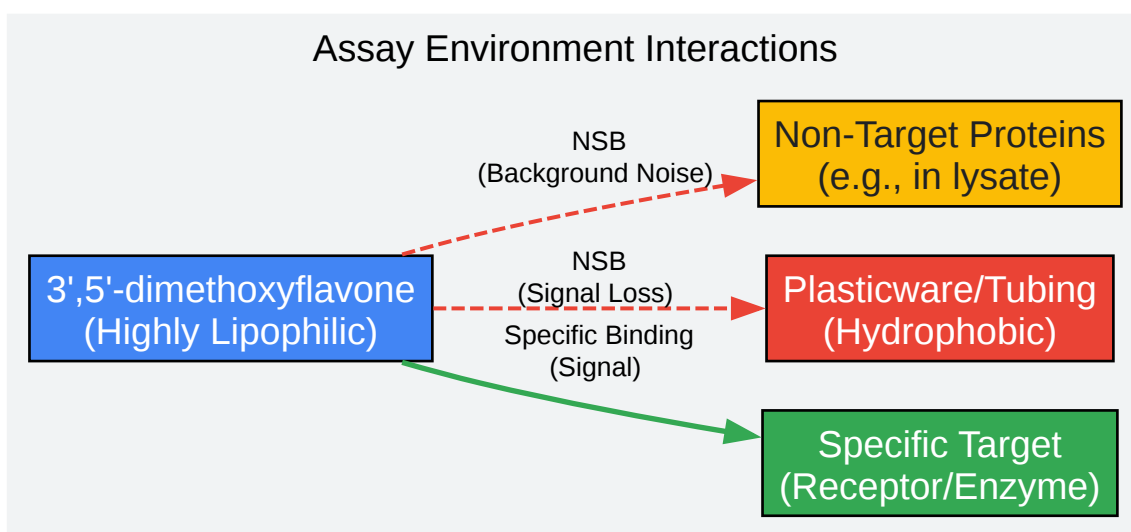 Assay Environment Interactions
NSB
(Background Noise)
Non-Target Proteins
(e.g., in lysate)
3',5'-dimethoxyflavone
(Highly Lipophilic)
NSB
(Signal Loss)
Plasticware/Tubing
(Hydrophobic)
Specific Binding
(Signal)
Specific Target
(Receptor/Enzyme)